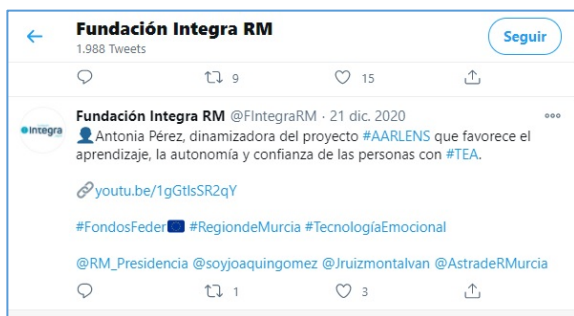 Fundación Integra RM
1.988 Tweets
Seguir
9 15
integra
Fundación Integra RM @FIntegraRM · 21 dic. 2020
Antonia Pérez, dinamizadora del proyecto #AARLENS que favorece el
aprendizaje, la autonomía y confianza de las personas con #TEA.
youtu.be/1gGtlsSR2qY
#FondosFeder #RegiondeMurcia #TecnologíaEmocional
@RM_Presidencia @soyjoaquingomez @Jruizmontalvan @AstradeRMurcia
1 3